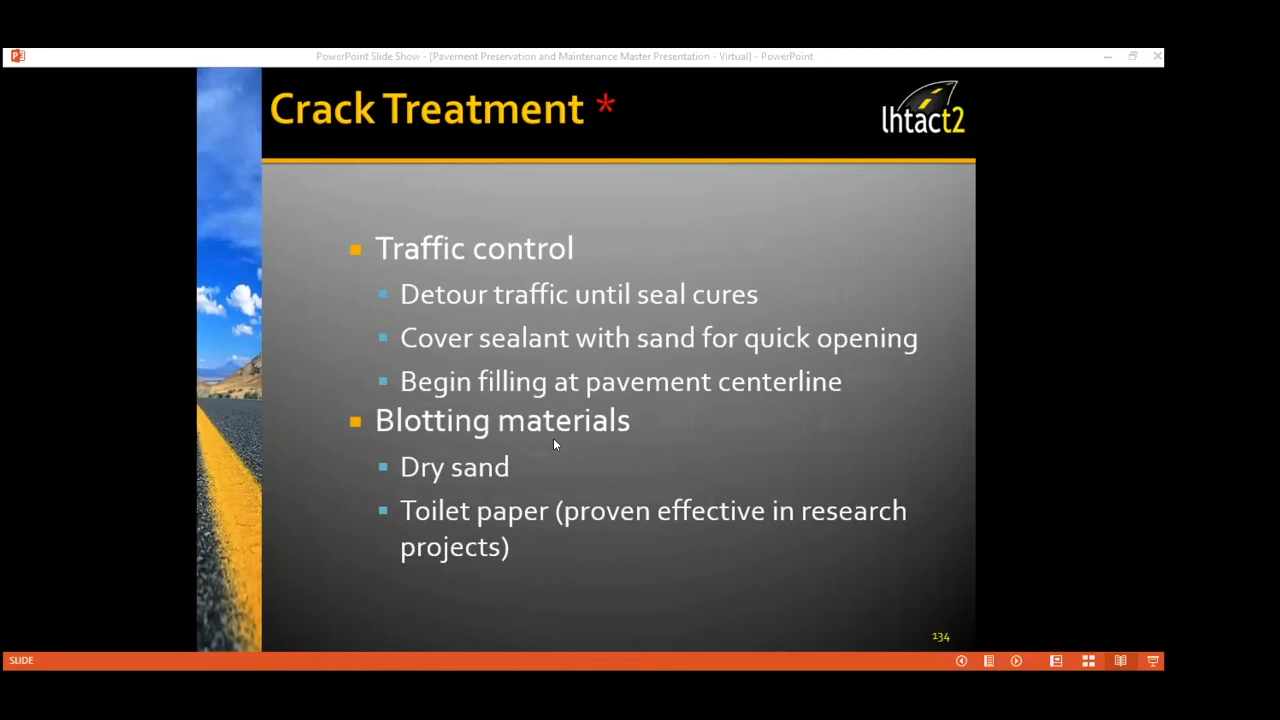 PowerPoint Slide Show - [Pavement Preservation and Maintenance Master Presentation - Virtual] - PowerPoint
Crack Treatment *
lhtact2
Traffic control
Detour traffic until seal cures
Cover sealant with sand for quick opening
Begin filling at pavement centerline
Blotting materials
Dry sand
Toilet paper (proven effective in research
projects)
134
SLIDE